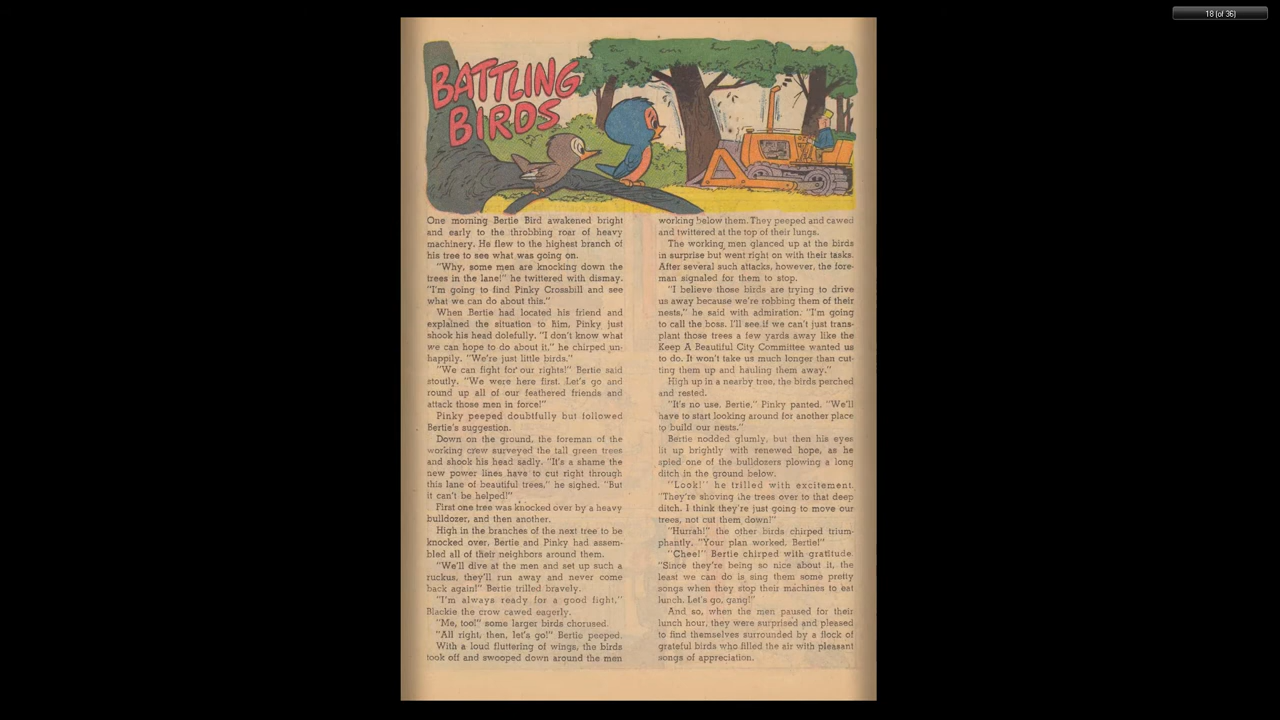 18 (of 36)
BATTLING
BIRDS
One morning Bertie Bird awakened bright
and early to the throbbing roar of heavy
machinery. He flew to the highest branch of
his tree to see what was going on.
"Why, some men are knocking down the
trees in the lane!" he twittered with dismay.
"I'm going to find Pinky Crossbill and see
what we can do about this."
When Bertie had located his friend and
explained the situation to him, Pinky just
shook his head dolefully. "I don't know what
we can hope to do about it," he chirped un-
happily. "We're just little birds."
"We can fight for our rights!" Bertie said
stoutly. "We were here first. Let's go and
round up all of our feathered friends and
attack those men in force!"
Pinky peeped doubtfully but followed
Bertie's suggestion.
Down on the ground, the foreman of the
working crew surveyed the tall green trees
and shook his head sadly. "It's a shame the
new power lines have to cut right through
this lane of beautiful trees," he sighed. "But
it can't be helped!"
First one tree was knocked over by a heavy
bulldozer, and then another.
High in the branches of the next tree to be
knocked over, Bertie and Pinky had assem-
bled all of their neighbors around them.
"We'll dive at the men and set up such a
ruckus, they'll run away and never come
back again!" Bertie trilled bravely.
"I'm always ready for a good fight,"
Blackie the crow cawed eagerly.
"Me, too!" some larger birds chorused.
"All right, then, let's go!" Bertie peeped.
With a loud fluttering of wings, the birds
took off and swooped down around the men
working below them. They peeped and cawed
and twittered at the top of their lungs.
The working men glanced up at the birds
in surprise but went right on with their tasks.
After several such attacks, however, the fore-
man signaled for them to stop.
"I believe those birds are trying to drive
us away because we're robbing them of their
nests," he said with admiration. "I'm going
to call the boss. I'll see if we can't just trans-
plant those trees a few yards away like the
Keep A Beautiful City Committee wanted us
to do. It won't take us much longer than cut-
ting them up and hauling them away."
High up in a nearby tree, the birds perched
and rested.
"It's no use, Bertie," Pinky panted. "We'll
have to start looking around for another place
to build our nests."
Bertie nodded glumly, but then his eyes
lit up brightly with renewed hope, as he
spied one of the bulldozers plowing a long
ditch in the ground below.
"Look!" he trilled with excitement.
"They're shoving the trees over to that deep
ditch. I think they're just going to move our
trees, not cut them down!"
"Hurrah!" the other birds chirped trium-
phantly. "Your plan worked, Bertie!"
"Chee!" Bertie chirped with gratitude.
"Since they're being so nice about it, the
least we can do is sing them some pretty
songs when they stop their machines to eat
lunch. Let's go, gang!"
And so, when the men paused for their
lunch hour, they were surprised and pleased
to find themselves surrounded by a flock of
grateful birds who filled the air with pleasant
songs of appreciation.